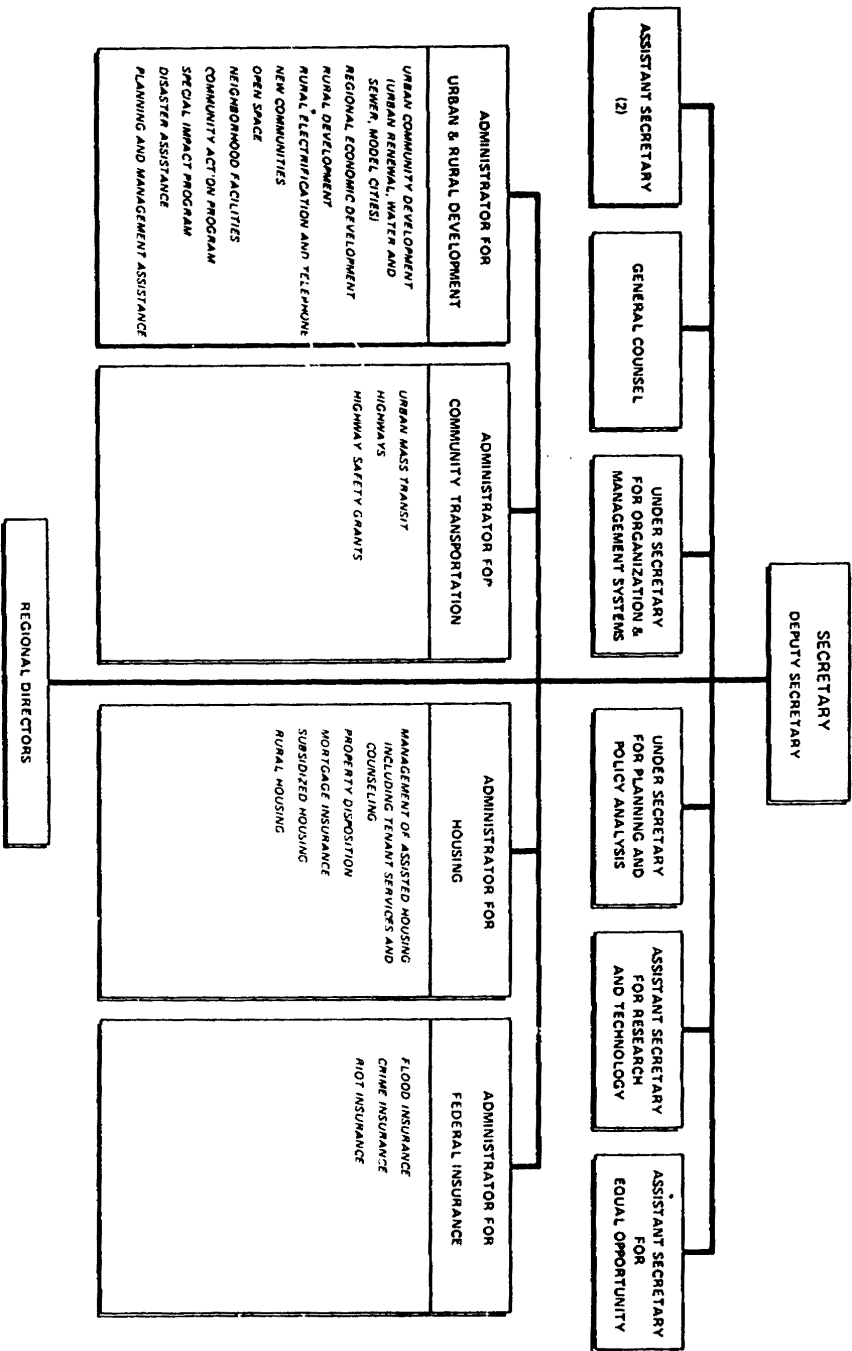 SECRETARY
DEPUTY SECRETARY
ASSISTANT SECRETARY
(2)
GENERAL COUNSEL
UNDER SECRETARY
FOR ORGANIZATION &
MANAGEMENT SYSTEMS
UNDER SECRETARY
FOR PLANNING AND
POLICY ANALYSIS
ASSISTANT SECRETARY
FOR RESEARCH
AND TECHNOLOGY
ASSISTANT SECRETARY
FOR
EQUAL OPPORTUNITY
ADMINISTRATOR FOR
URBAN & RURAL DEVELOPMENT
URBAN COMMUNITY DEVELOPMENT
(URBAN RENEWAL, WATER AND
SEWER, MODEL CITIES)
REGIONAL ECONOMIC DEVELOPMENT
RURAL DEVELOPMENT
RURAL ELECTRIFICATION AND TELEPHONE
NEW COMMUNITIES
OPEN SPACE
NEIGHBORHOOD FACILITIES
COMMUNITY ACTION PROGRAM
SPECIAL IMPACT PROGRAM
DISASTER ASSISTANCE
PLANNING AND MANAGEMENT ASSISTANCE
ADMINISTRATOR FOR
COMMUNITY TRANSPORTATION
URBAN MASS TRANSIT
HIGHWAYS
HIGHWAY SAFETY GRANTS
ADMINISTRATOR FOR
HOUSING
MANAGEMENT OF ASSISTED HOUSING
INCLUDING TENANT SERVICES AND
COUNSELING
PROPERTY DISPOSITION
MORTGAGE INSURANCE
SUBSIDIZED HOUSING
RURAL HOUSING
ADMINISTRATOR FOR
FEDERAL INSURANCE
FLOOD INSURANCE
CRIME INSURANCE
RIOT INSURANCE
REGIONAL DIRECTORS